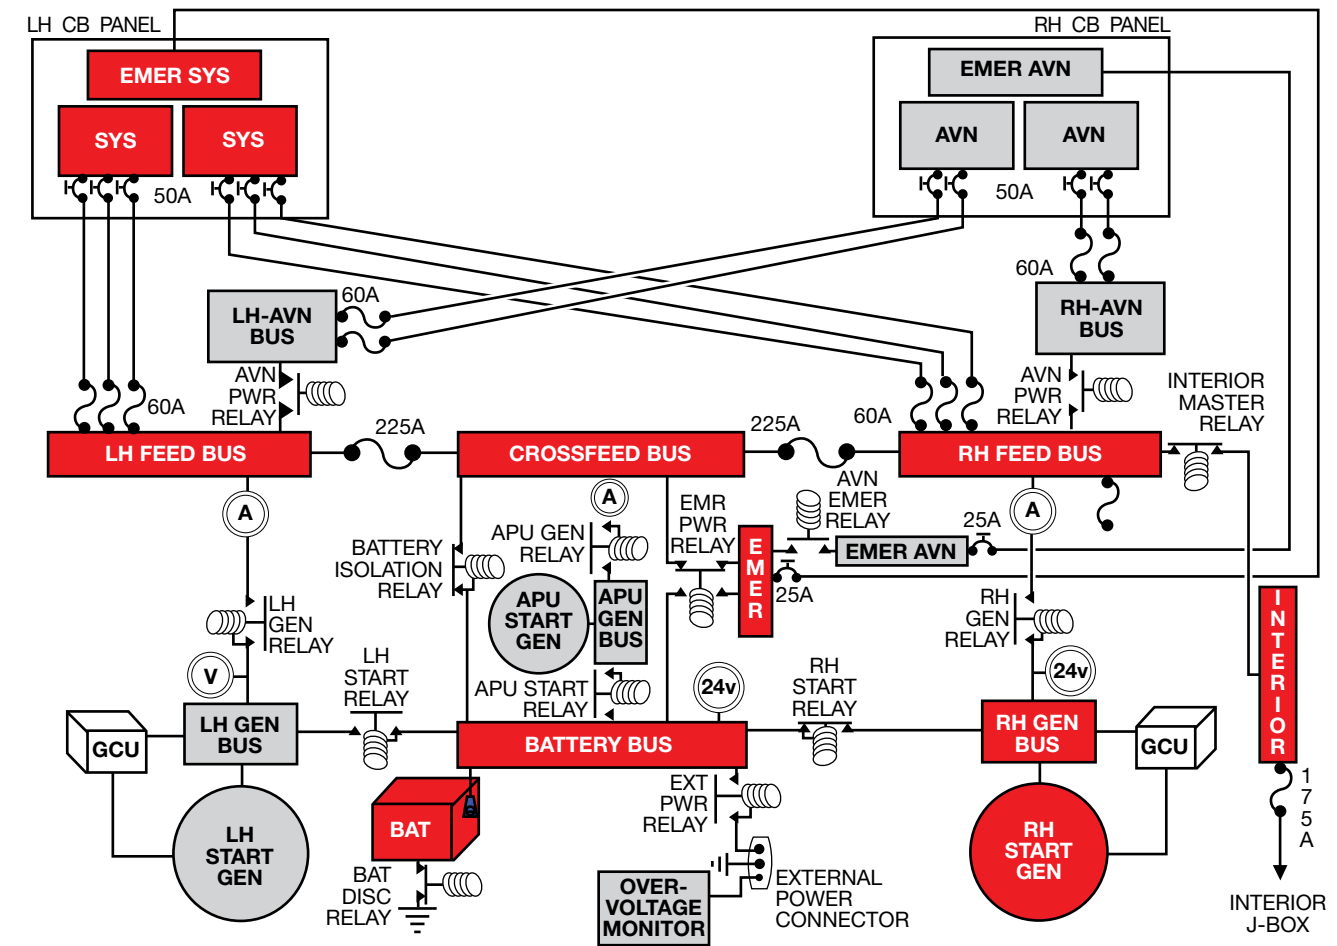 LH CB PANEL
RH CB PANEL
EMER SYS
EMER AVN
SYS
SYS
AVN
AVN
50A
50A
60A
60A
LH-AVN
BUS
RH-AVN
BUS
AVN
PWR
RELAY
AVN
PWR
RELAY
INTERIOR
MASTER
RELAY
60A
225A
225A
60A
LH FEED BUS
CROSSFEED BUS
RH FEED BUS
A
A
A
APU GEN
RELAY
EMR
PWR
RELAY
AVN
EMER
RELAY
25A
BATTERY
ISOLATION
RELAY
E
M
E
R
EMER AVN
25A
APU
START
GEN
APU
GEN
BUS
LH
GEN
RELAY
RH
GEN
RELAY
I
N
T
E
R
I
O
R
V
LH
START
RELAY
APU START
RELAY
24v
RH
START
RELAY
24v
GCU
LH GEN
BUS
BATTERY BUS
RH GEN
BUS
GCU
LH
START
GEN
BAT
EXT
PWR
RELAY
RH
START
GEN
1
7
5
A
BAT
DISC
RELAY
OVER-
VOLTAGE
MONITOR
EXTERNAL
POWER
CONNECTOR
INTERIOR
J-BOX